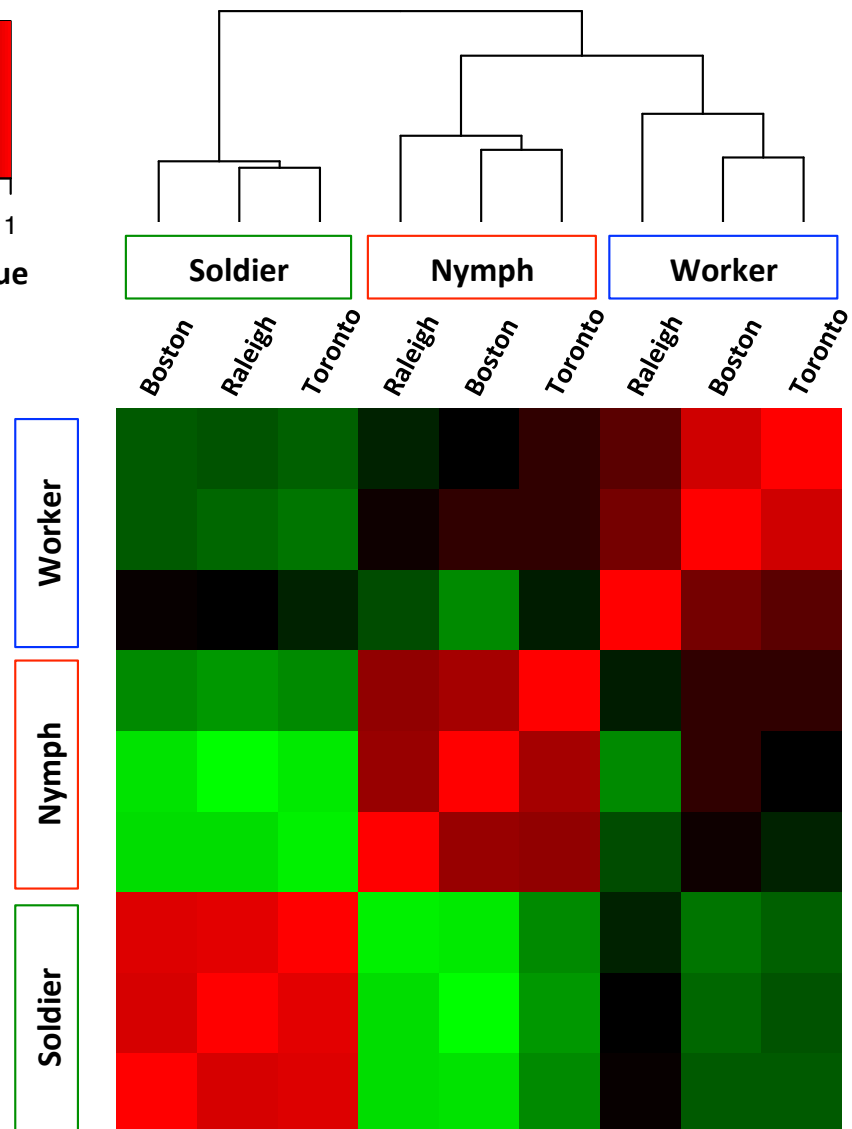 1
ue
Soldier Nymph Worker
Boston Raleigh Toronto Raleigh Boston Toronto Raleigh Boston Toronto
Worker
Nymph
Soldier